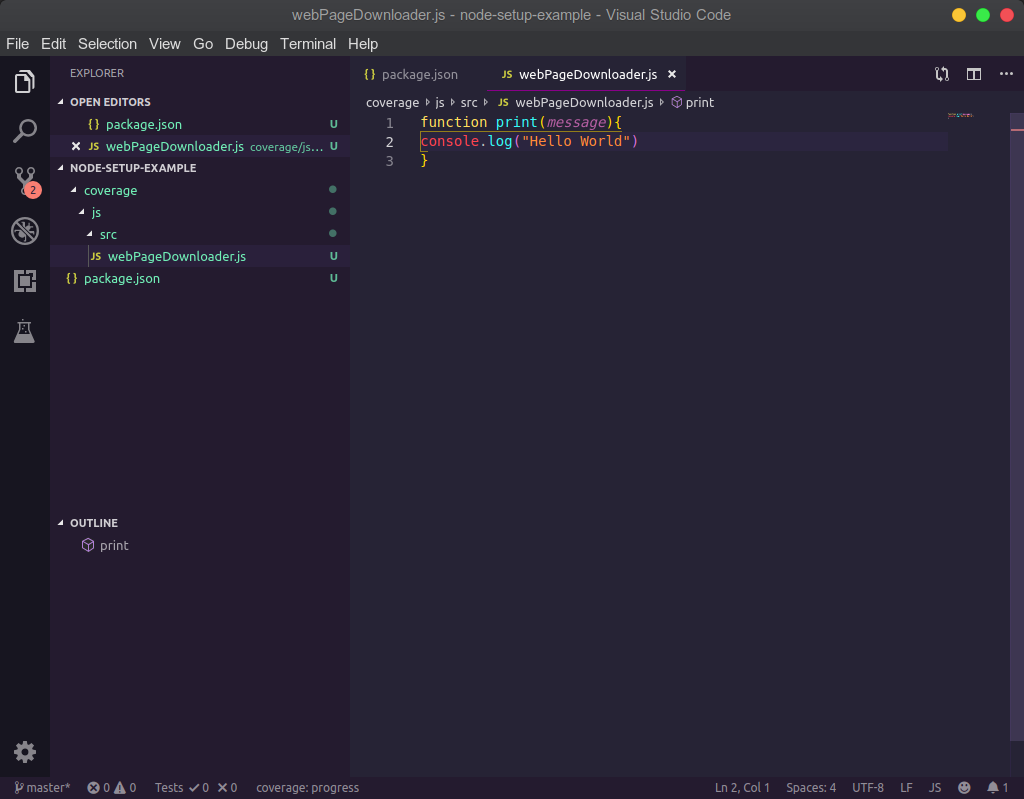 webPageDownloader.js - node-setup-example - Visual Studio Code
File Edit Selection View Go Debug Terminal Help
EXPLORER
OPEN EDITORS
{} package.json U
JS webPageDownloader.js coverage/js... U
NODE-SETUP-EXAMPLE
coverage
js
src
JS webPageDownloader.js U
{} package.json U
2
OUTLINE
print
{} package.json JS webPageDownloader.js
coverage js src JS webPageDownloader.js print
1 function print(message){
2 console.log("Hello World")
3 }
master* 0 0 Tests 0 0 coverage: progress Ln 2, Col 1 Spaces: 4 UTF-8 LF JS 1